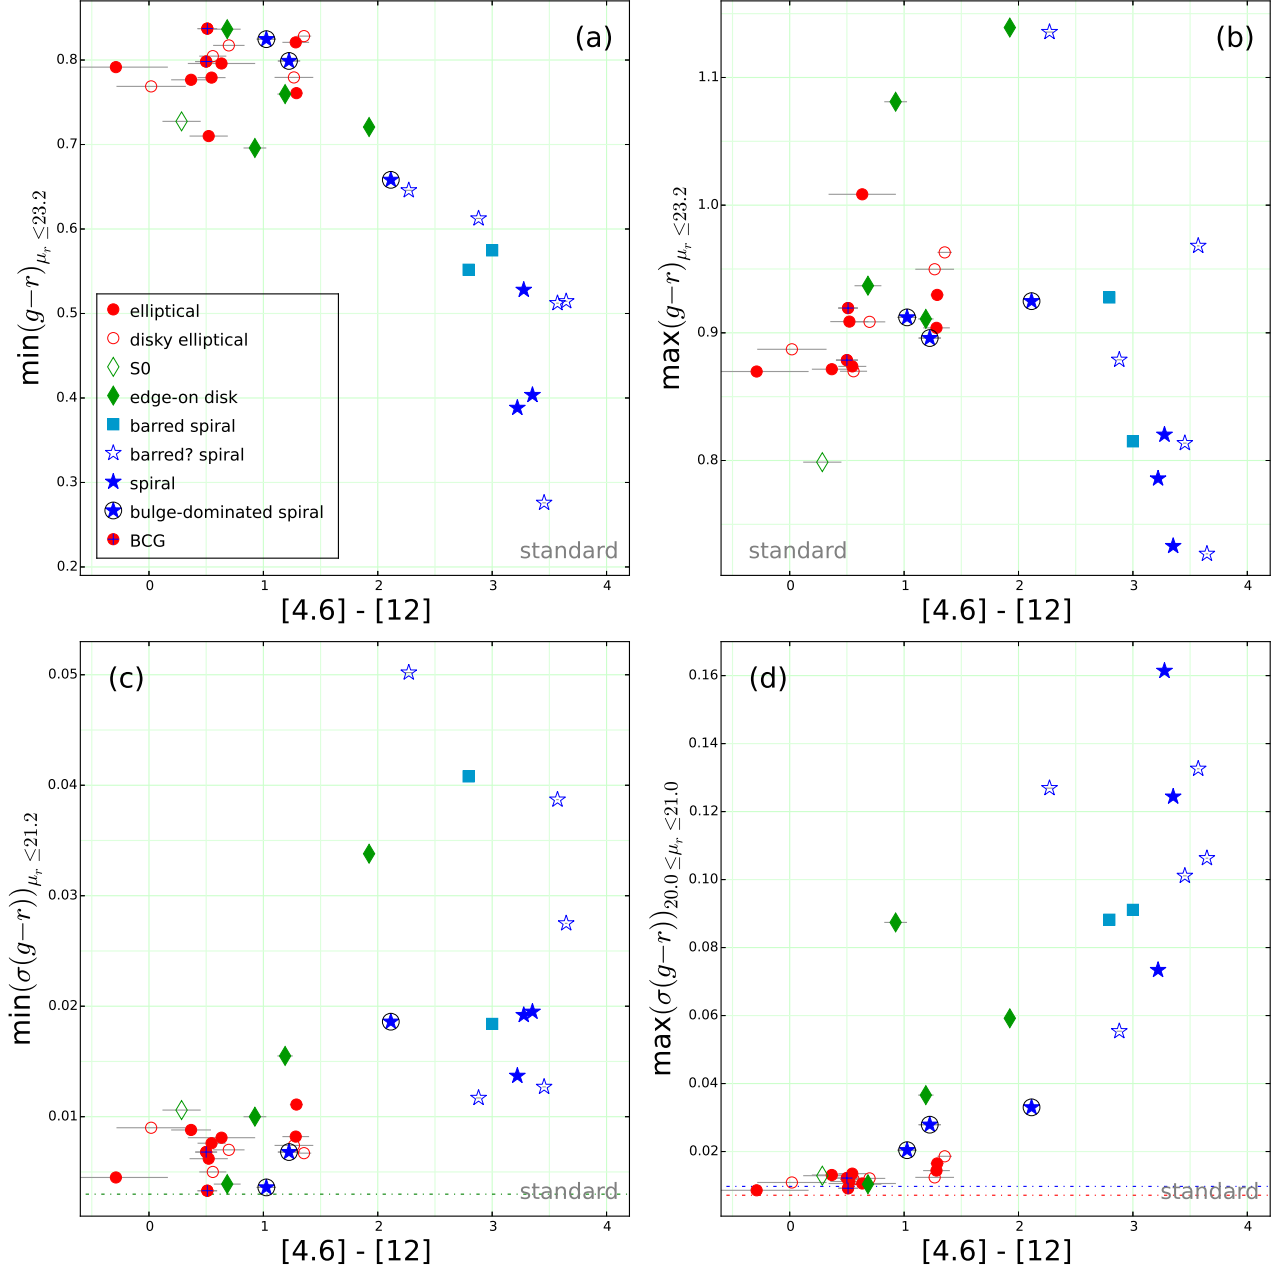 (a)
0.8
0.7
0.6
0.5
0.4
0.3
0.2
min(g−r)μr ≤23.2
elliptical
disky elliptical
S0
edge-on disk
barred spiral
barred? spiral
spiral
bulge-dominated spiral
BCG
standard
0 1 2 3 4
[4.6] - [12]
(b)
1.1
1.0
0.9
0.8
max(g−r)μr ≤23.2
standard
0 1 2 3 4
[4.6] - [12]
(c)
0.05
0.04
0.03
0.02
0.01
min(σ(g−r))μr ≤21.2
standard
0 1 2 3 4
[4.6] - [12]
(d)
0.16
0.14
0.12
0.10
0.08
0.06
0.04
0.02
max(σ(g−r))20.0≤μr ≤21.0
standard
0 1 2 3 4
[4.6] - [12]